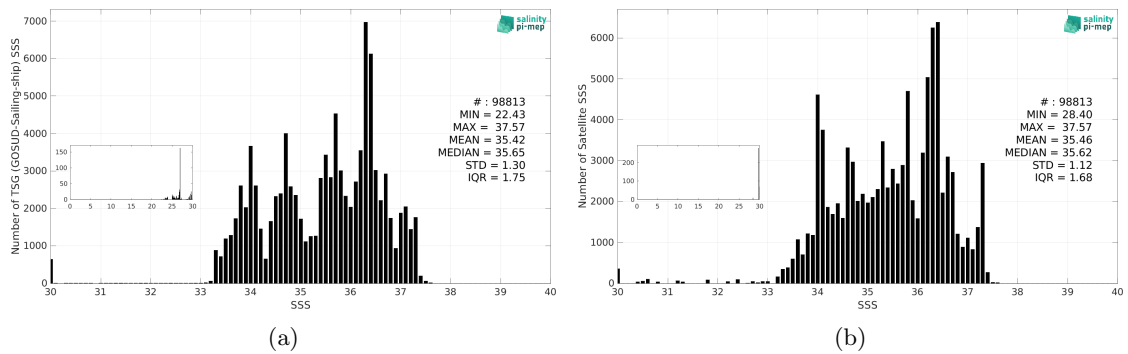 7000
6000
5000
4000
3000
2000
1000
0
Number of TSG (GOSUD-Sailing-ship) SSS
salinity
pi-mep
# : 98813
MIN = 22.43
MAX = 37.57
MEAN = 35.42
MEDIAN = 35.65
STD = 1.30
IQR = 1.75
150
100
50
0
0 5 10 15 20 25 30
30 31 32 33 34 35 36 37 38 39 40
SSS
(a)
6000
5000
4000
3000
2000
1000
0
Number of Satellite SSS
salinity
pi-mep
# : 98813
MIN = 28.40
MAX = 37.57
MEAN = 35.46
MEDIAN = 35.62
STD = 1.12
IQR = 1.68
200
100
0
0 5 10 15 20 25 30
30 31 32 33 34 35 36 37 38 39 40
SSS
(b)